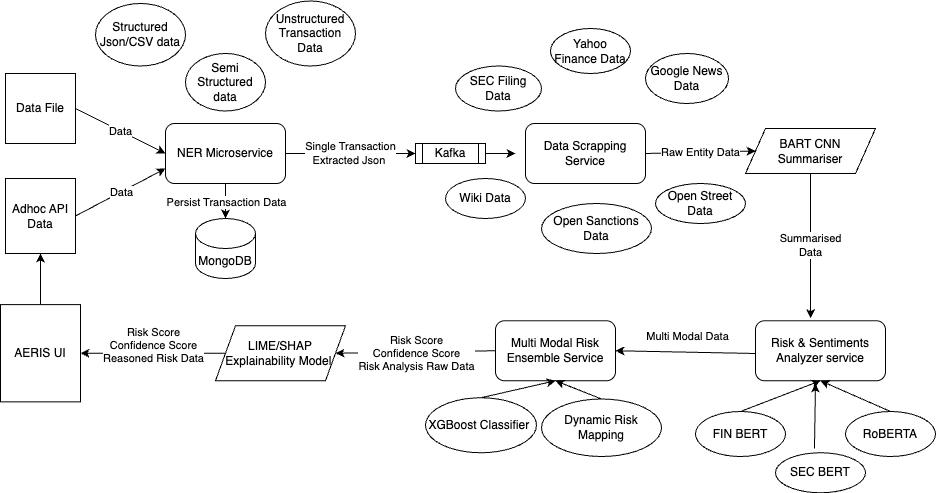 Structured
Json/CSV data
Unstructured
Transaction
Data
Semi
Structured
data
Yahoo
Finance Data
SEC Filing
Data
Google News
Data
Data File
Data
NER Microservice
Single Transaction
Extracted Json
Kafka
Data Scrapping
Service
Raw Entity Data
BART CNN
Summariser
Adhoc API
Data
Data
Persist Transaction Data
MongoDB
Wiki Data
Open Sanctions
Data
Open Street
Data
Summarised
Data
AERIS UI
Risk Score
Confidence Score
Reasoned Risk Data
LIME/SHAP
Explainability Model
Risk Score
Confidence Score
Risk Analysis Raw Data
Multi Modal Risk
Ensemble Service
Multi Modal Data
Risk & Sentiments
Analyzer service
XGBoost Classifier
Dynamic Risk
Mapping
FIN BERT
SEC BERT
RoBERTA